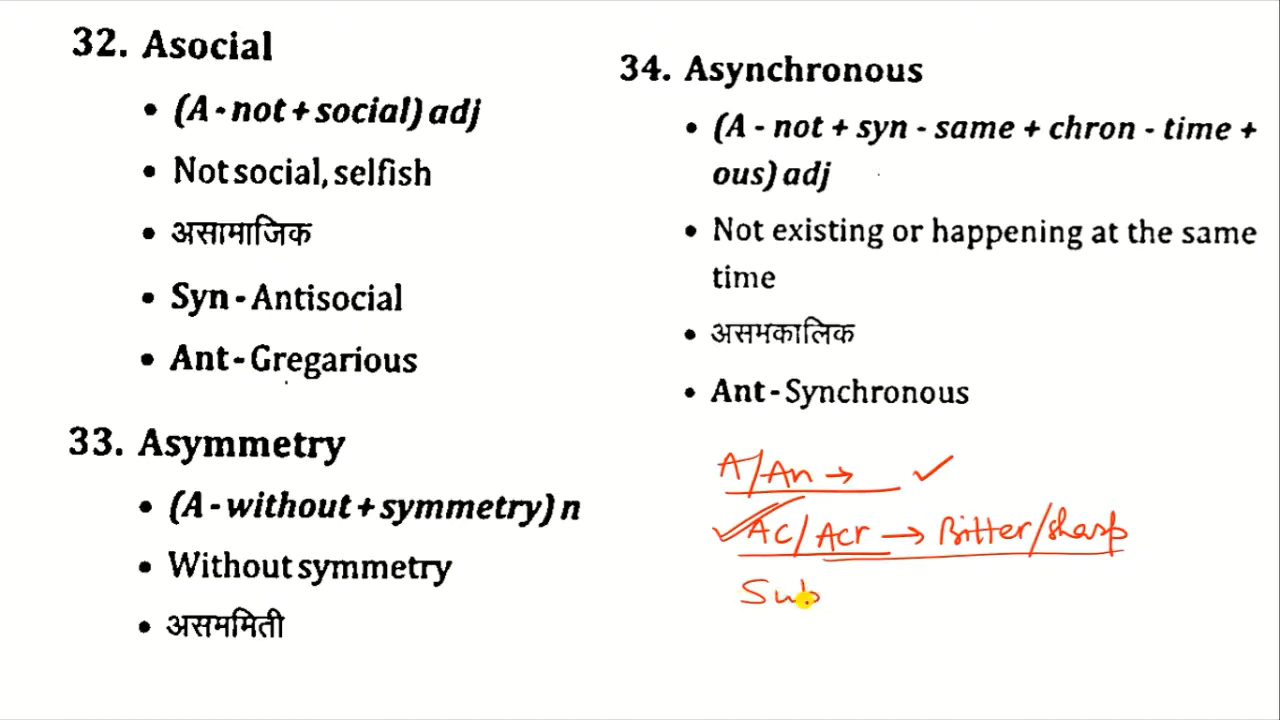 32. Asocial
• (A - not + social) adj
• Not social, selfish
• असामाजिक
• Syn - Antisocial
• Ant - Gregarious
33. Asymmetry
• (A - without + symmetry) n
• Without symmetry
• असममिती
34. Asynchronous
• (A - not + syn - same + chron - time +
ous) adj
• Not existing or happening at the same
time
• असमकालिक
• Ant - Synchronous
A/An → ✓
✓ Ac/Acr → Bitter/sharp
Sub